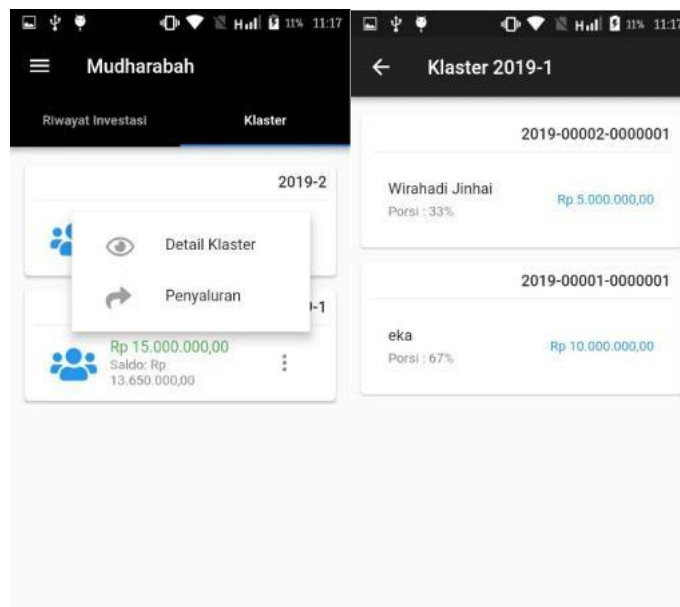 11% 11:17
Mudharabah
Riwayat Investasi
Klaster
2019-2
Detail Klaster
Penyaluran
-1
Rp 15.000.000,00
Saldo: Rp
13.650.000,00
11% 11:17
Klaster 2019-1
2019-00002-0000001
Wirahadi Jinhai
Rp 5.000.000,00
Porsi : 33%
2019-00001-0000001
eka
Rp 10.000.000,00
Porsi : 67%